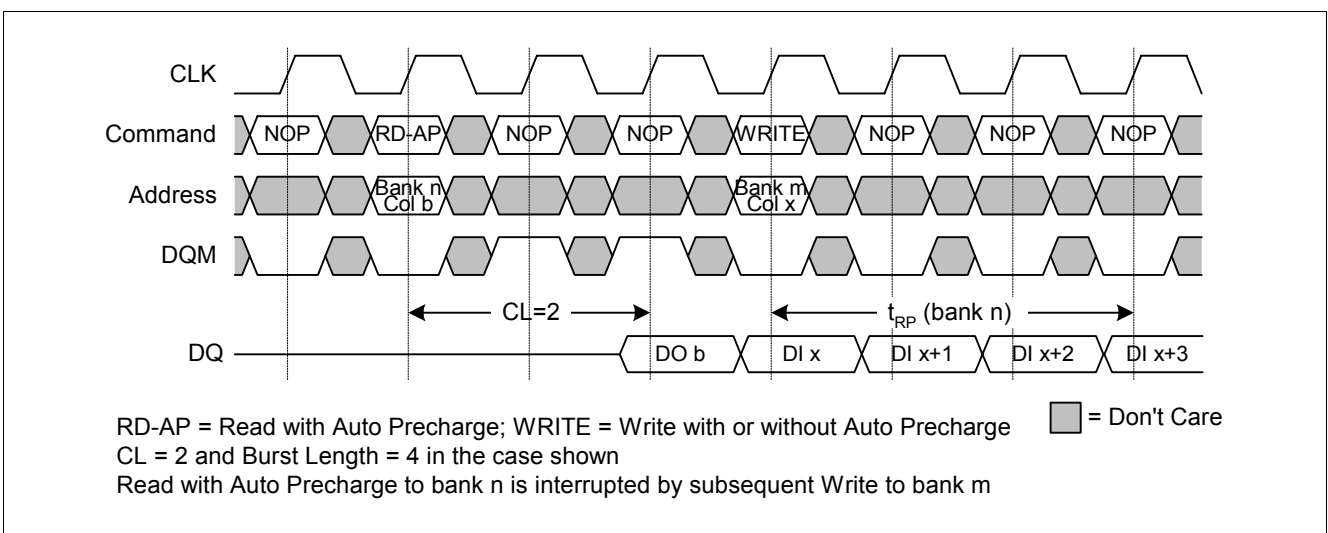 CLK
Command NOP RD-AP NOP NOP WRITE NOP NOP NOP
Address Bank n Bank m
Col b Col x
DQM
CL=2 tRP (bank n)
DQ DO b DI x DI x+1 DI x+2 DI x+3
RD-AP = Read with Auto Precharge; WRITE = Write with or without Auto Precharge = Don't Care
CL = 2 and Burst Length = 4 in the case shown
Read with Auto Precharge to bank n is interrupted by subsequent Write to bank m